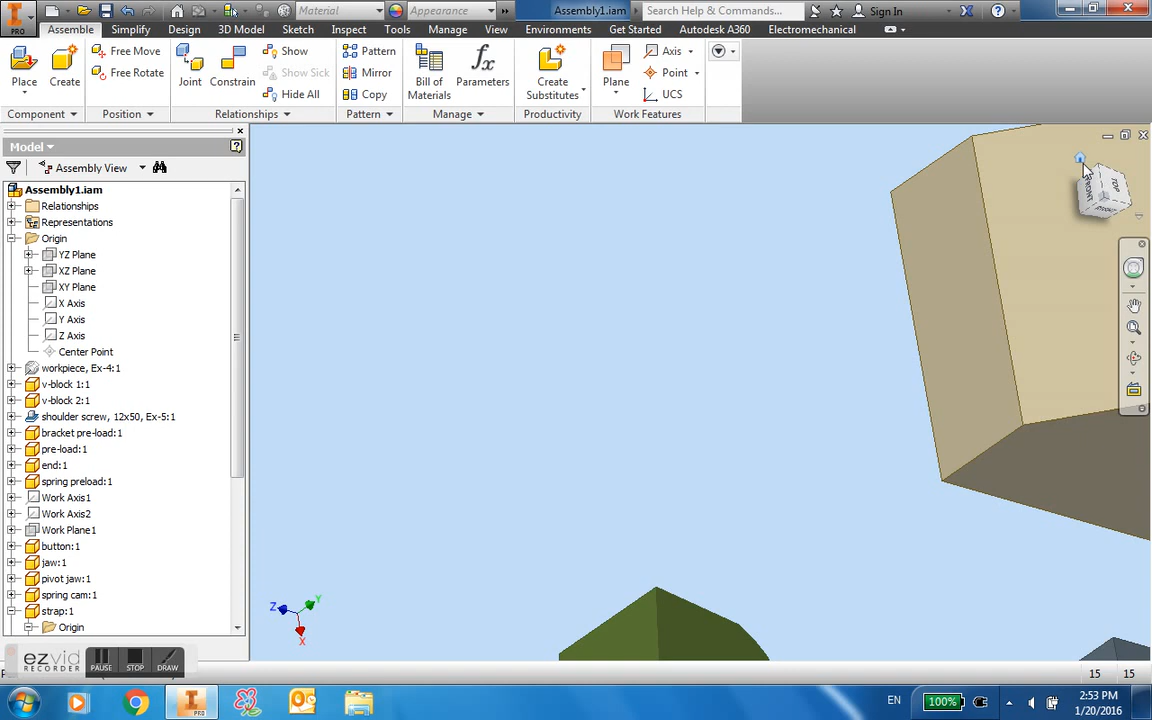 Material
Appearance
Assembly1.iam
Search Help & Commands...
Sign In
PRO
Assemble Simplify Design 3D Model Sketch Inspect Tools Manage View Environments Get Started Autodesk A360 Electromechanical
Place
Create
Free Move
Free Rotate
Joint
Constrain
Show
Show Sick
Hide All
Pattern
Mirror
Copy
Bill of
Materials
fx
Parameters
Create
Substitutes
Plane
Axis
Point
UCS
Component Position Relationships Pattern Manage Productivity Work Features
Model
Assembly View
Assembly1.iam
Relationships
Representations
Origin
YZ Plane
XZ Plane
XY Plane
X Axis
Y Axis
Z Axis
Center Point
workpiece, Ex-4:1
v-block 1:1
v-block 2:1
shoulder screw, 12x50, Ex-5:1
bracket pre-load:1
pre-load:1
end:1
spring preload:1
Work Axis1
Work Axis2
Work Plane1
button:1
jaw:1
pivot jaw:1
spring cam:1
strap:1
Origin
TOP
FRONT
Z
Y
X
ezvid
RECORDER
PAUSE
STOP
DRAW
15 15
PRO
EN
100%
2:53 PM
1/20/2016